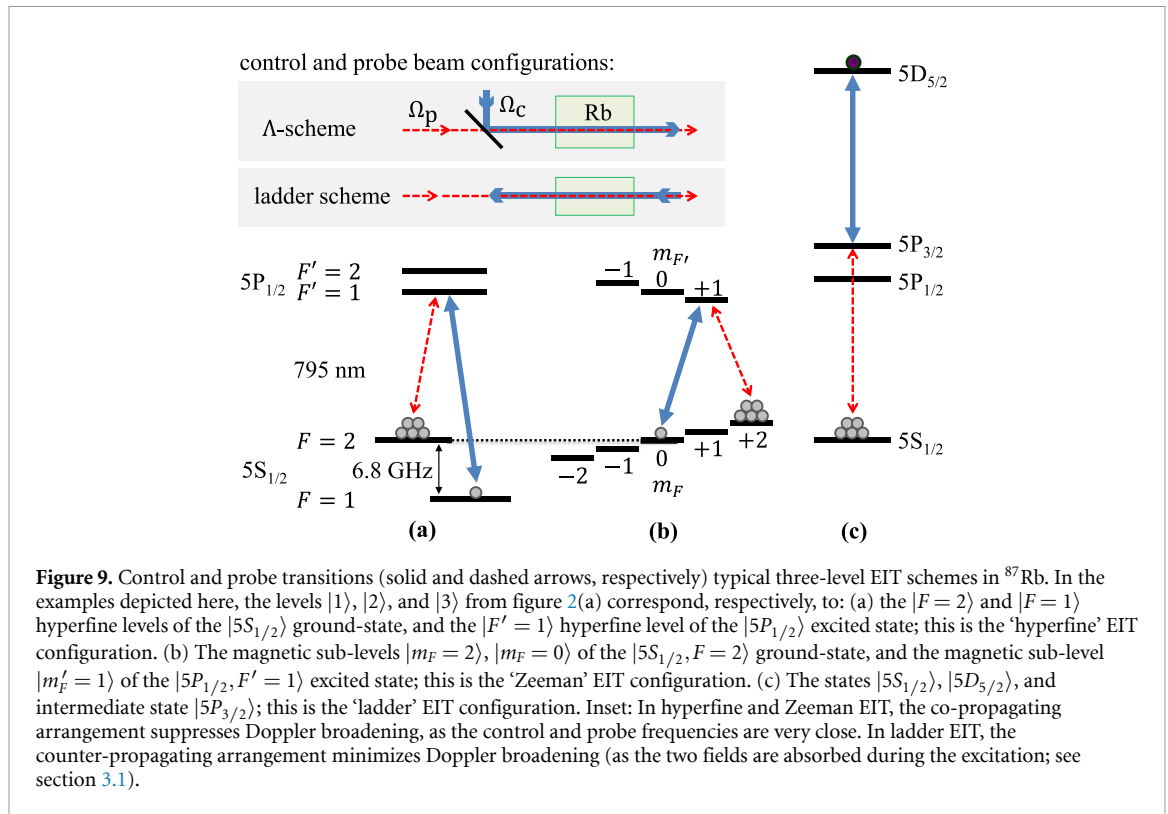 control and probe beam configurations:
Λ-scheme
Ωp
Ωc
Rb
ladder scheme
5P1/2
F′ = 2
F′ = 1
795 nm
F = 2
5S1/2
6.8 GHz
F = 1
(a)
mF′
−1
0
+1
−2
−1
0
+1
+2
mF
(b)
5D5/2
5P3/2
5P1/2
5S1/2
(c)
Figure 9. Control and probe transitions (solid and dashed arrows, respectively) typical three-level EIT schemes in 87Rb. In the
examples depicted here, the levels |1⟩, |2⟩, and |3⟩ from figure 2(a) correspond, respectively, to: (a) the |F = 2⟩ and |F = 1⟩
hyperfine levels of the |5S1/2⟩ ground-state, and the |F′ = 1⟩ hyperfine level of the |5P1/2⟩ excited state; this is the ‘hyperfine’ EIT
configuration. (b) The magnetic sub-levels |mF = 2⟩, |mF = 0⟩ of the |5S1/2, F = 2⟩ ground-state, and the magnetic sub-level
|m′F = 1⟩ of the |5P1/2, F′ = 1⟩ excited state; this is the ‘Zeeman’ EIT configuration. (c) The states |5S1/2⟩, |5D5/2⟩, and
intermediate state |5P3/2⟩; this is the ‘ladder’ EIT configuration. Inset: In hyperfine and Zeeman EIT, the co-propagating
arrangement suppresses Doppler broadening, as the control and probe frequencies are very close. In ladder EIT, the
counter-propagating arrangement minimizes Doppler broadening (as the two fields are absorbed during the excitation; see
section 3.1).